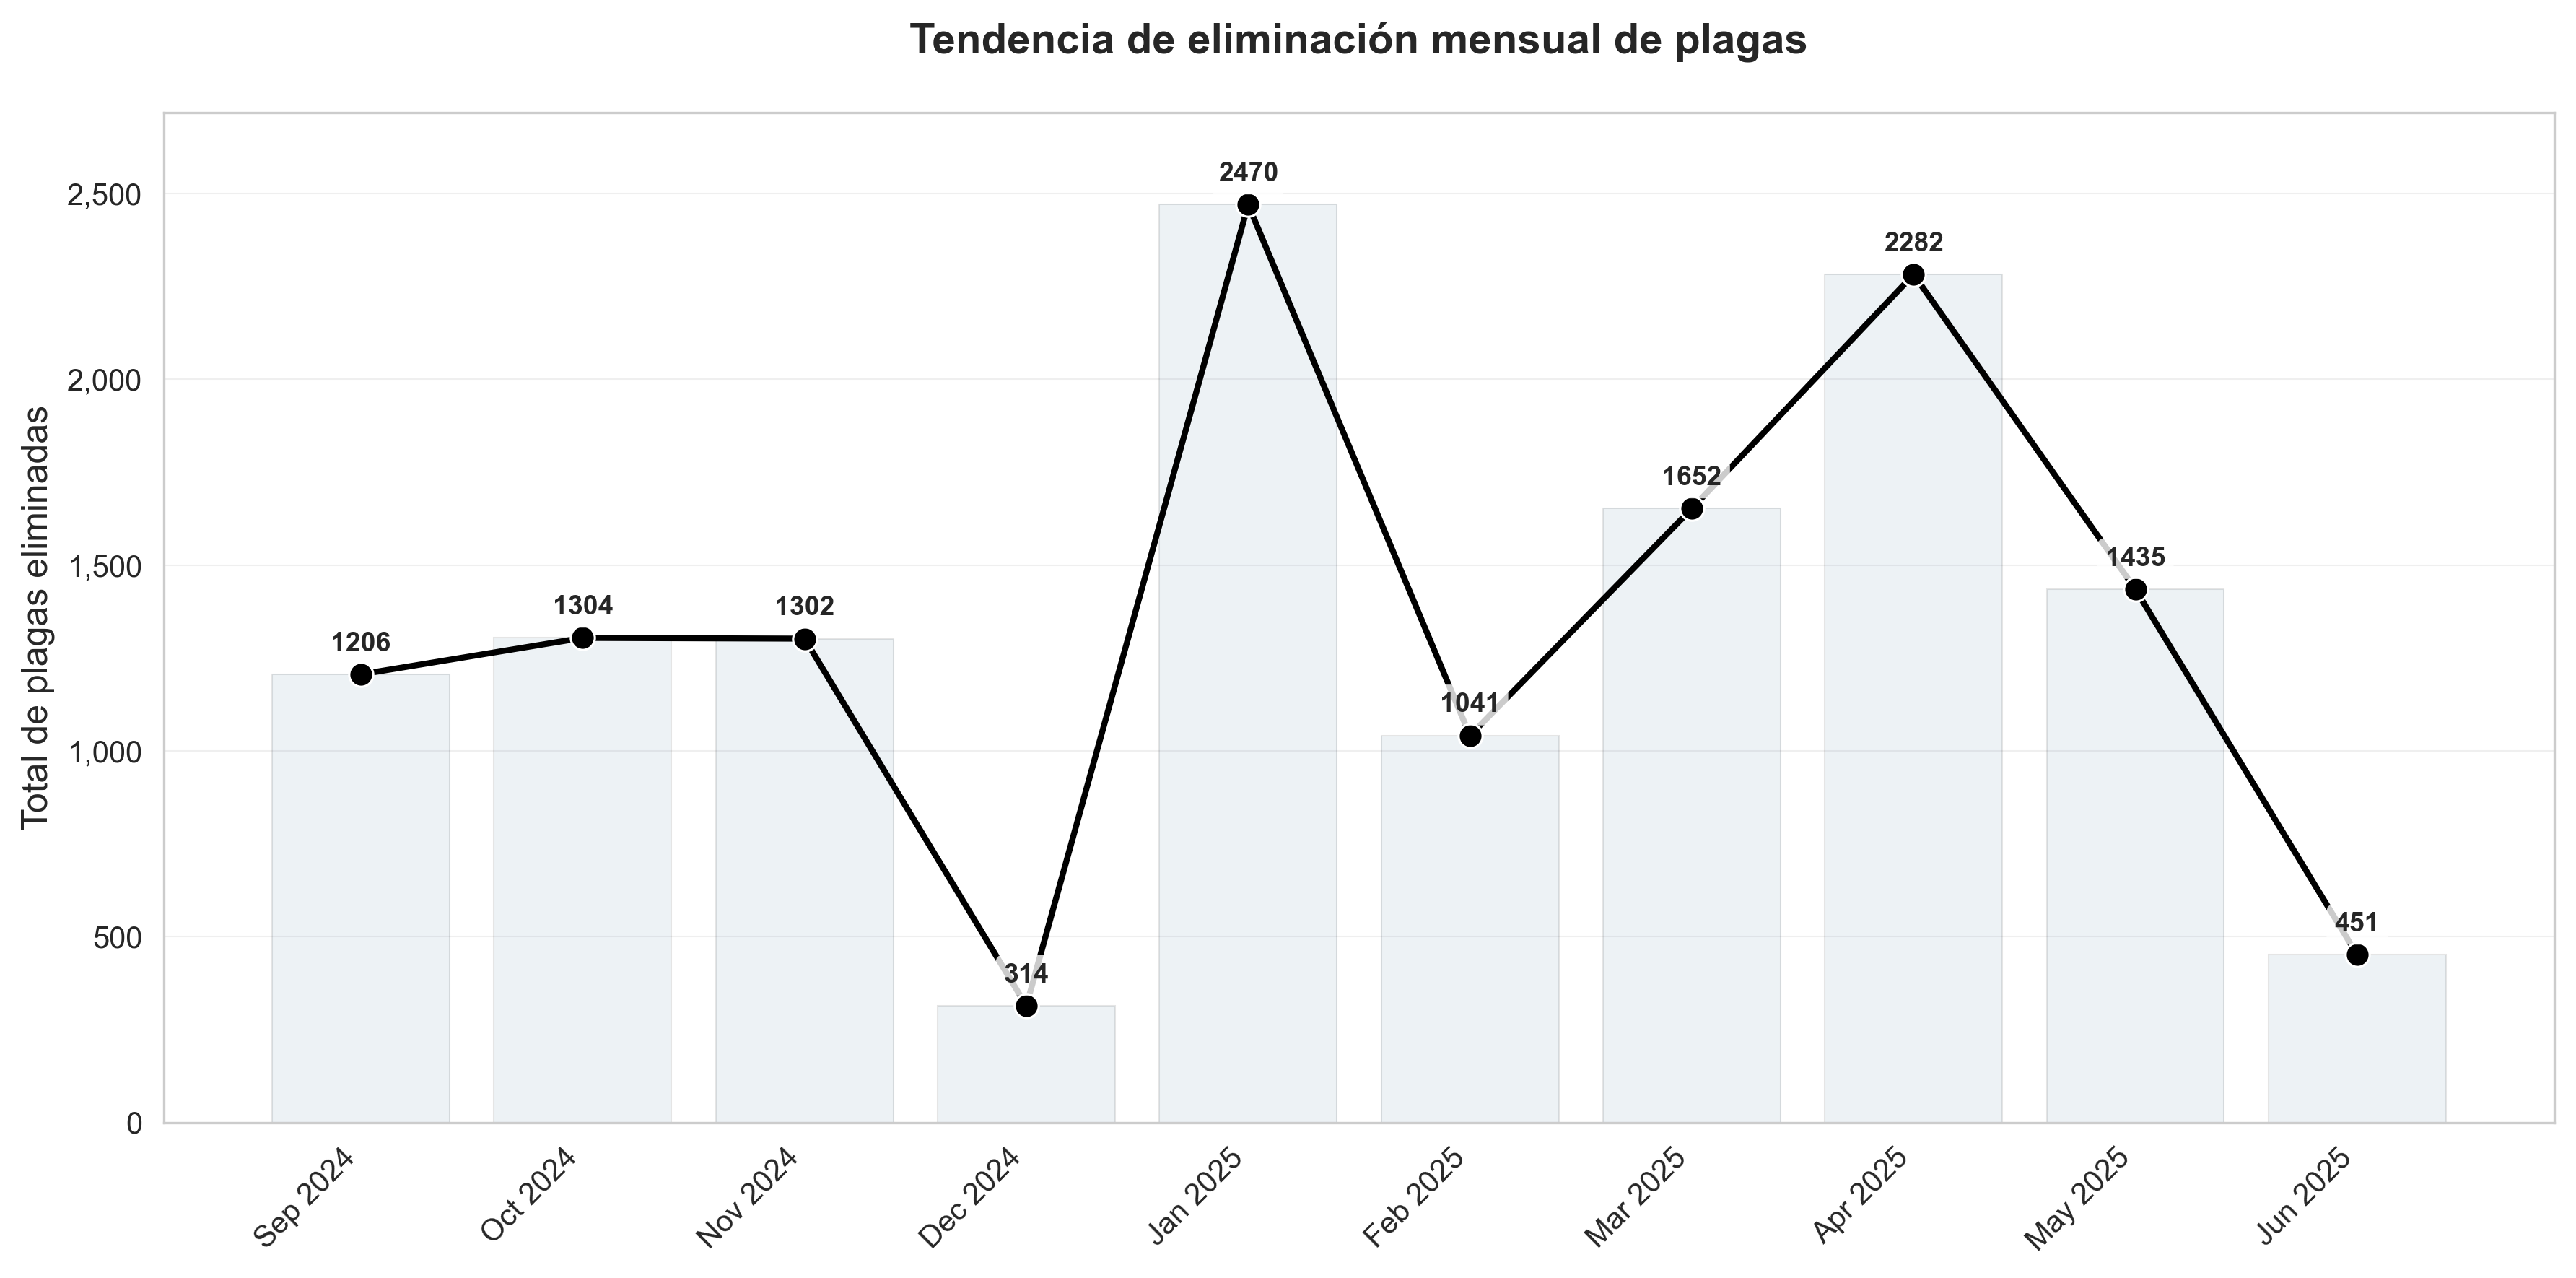 Tendencia de eliminación mensual de plagas
Total de plagas eliminadas
2,500
2,000
1,500
1,000
500
0
1206
1304
1302
314
2470
1041
1652
2282
1435
451
Sep 2024
Oct 2024
Nov 2024
Dec 2024
Jan 2025
Feb 2025
Mar 2025
Apr 2025
May 2025
Jun 2025